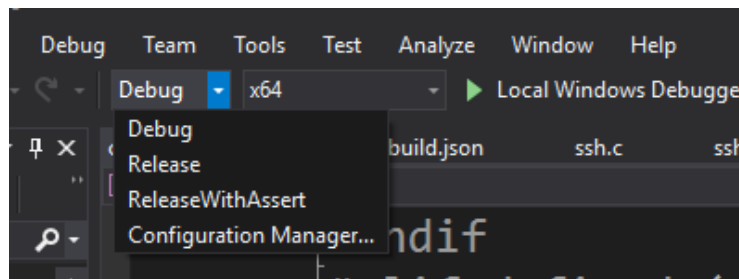 Debug Team Tools Test Analyze Window Help
Debug x64 Local Windows Debugge
Debug
build.json ssh.c ssh
Release
ReleaseWithAssert
Configuration Manager...
ndif